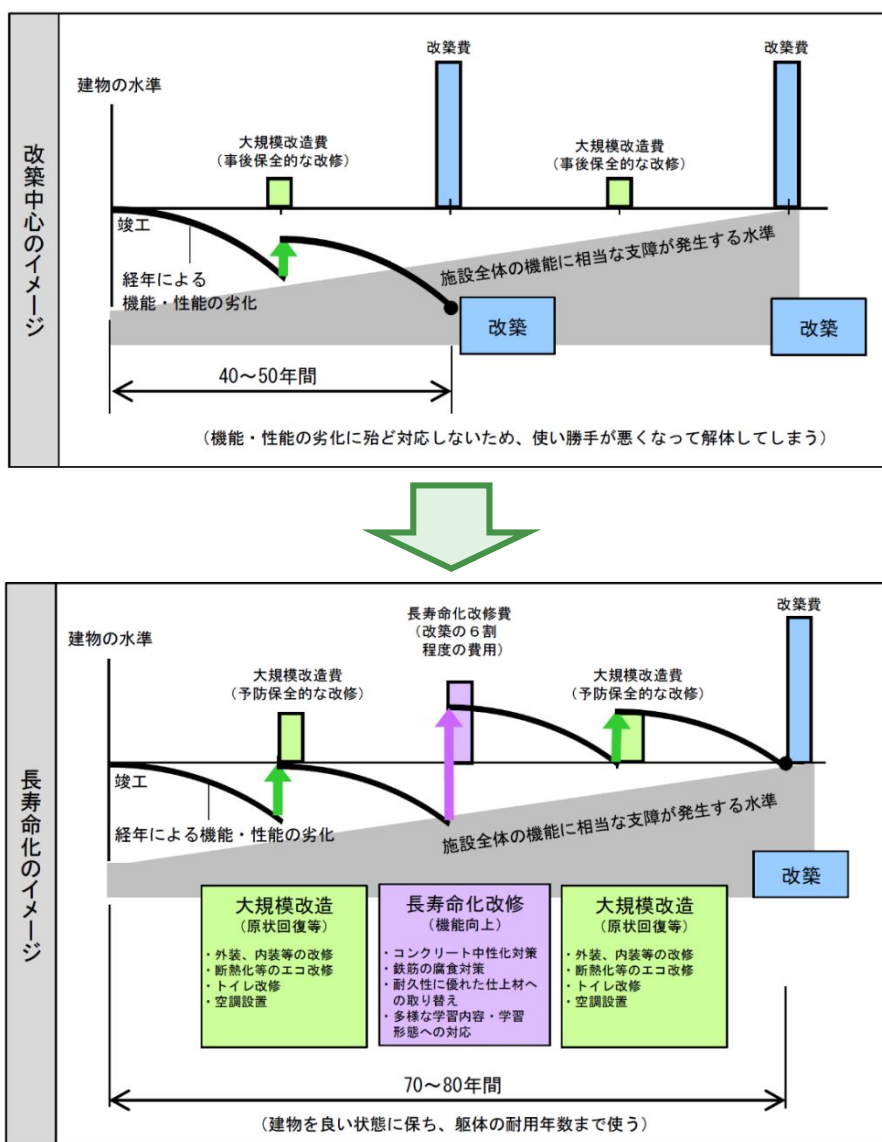 改築中心のイメージ
改築費
改築費
建物の水準
大規模改造費
（事後保全的な改修）
大規模改造費
（事後保全的な改修）
竣工
経年による
機能・性能の劣化
施設全体の機能に相当な支障が発生する水準
改築
改築
40～50年間
（機能・性能の劣化に殆ど対応しないため、使い勝手が悪くなって解体してしまう）
長寿命化のイメージ
長寿命化改修費
（改築の６割
程度の費用）
改築費
建物の水準
大規模改造費
（予防保全的な改修）
大規模改造費
（予防保全的な改修）
竣工
経年による機能・性能の劣化
施設全体の機能に相当な支障が発生する水準
改築
大規模改造
（原状回復等）
・外装、内装等の改修
・断熱化等のエコ改修
・トイレ改修
・空調設置
長寿命化改修
（機能向上）
・コンクリート中性化対策
・鉄筋の腐食対策
・耐久性に優れた仕上材へ
の取り替え
・多様な学習内容・学習
形態への対応
大規模改造
（原状回復等）
・外装、内装等の改修
・断熱化等のエコ改修
・トイレ改修
・空調設置
70～80年間
（建物を良い状態に保ち、躯体の耐用年数まで使う）